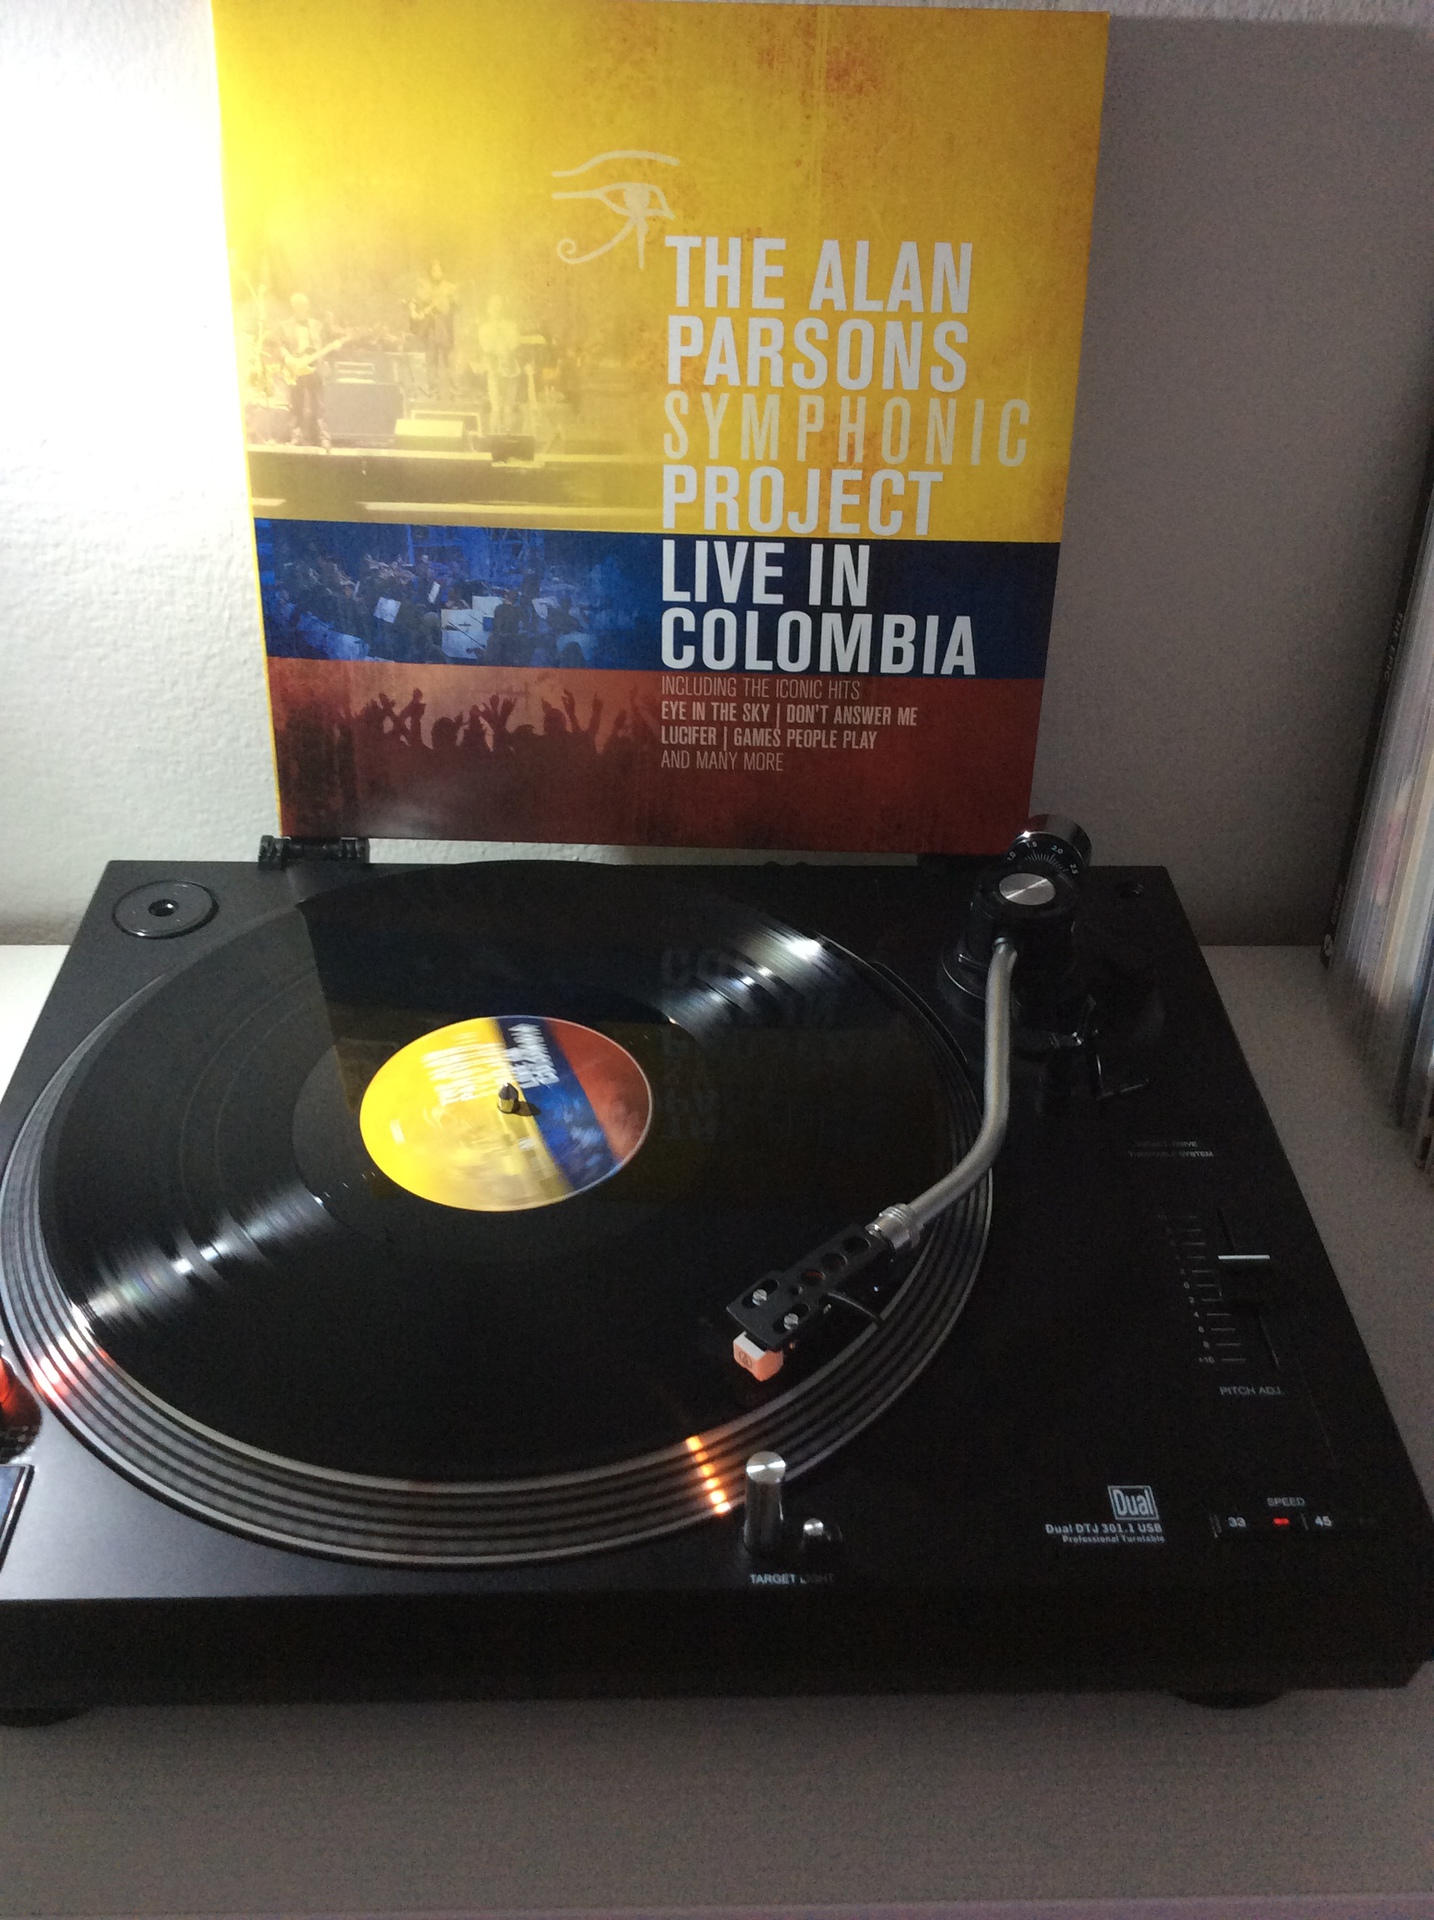 THE ALAN
PARSONS
SYMPHONIC
PROJECT
LIVE IN
COLOMBIA
INCLUDING THE ICONIC HITS
EYE IN THE SKY | DON'T ANSWER ME
LUCIFER | GAMES PEOPLE PLAY
AND MANY MORE
PITCH ADJ.
Dual
Dual DTJ 301.1 USB
Professional Turntable
SPEED
33 45
TARGET LIGHT